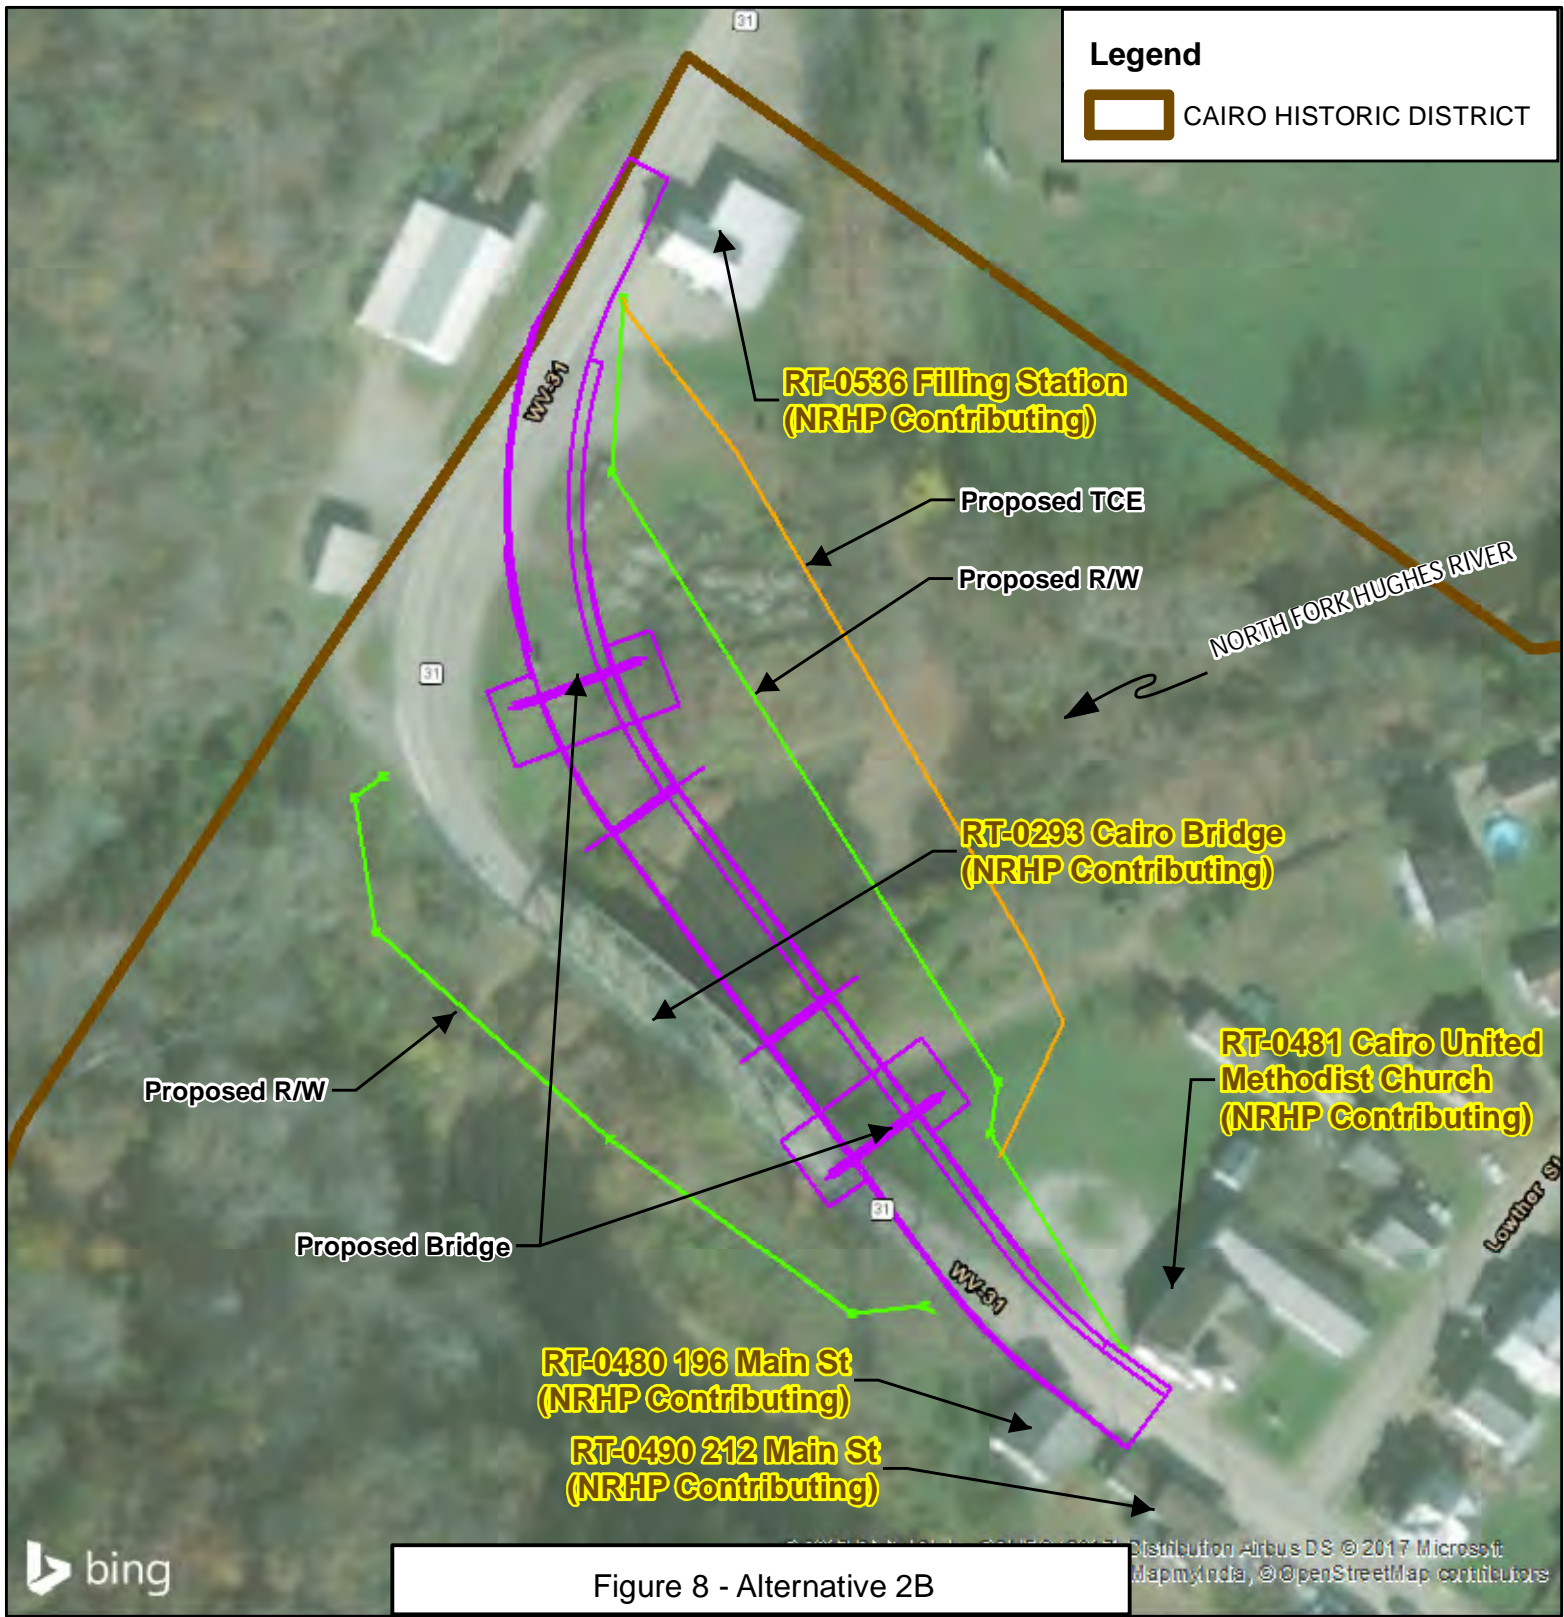 31
Legend
CAIRO HISTORIC DISTRICT
WV-31
RT-0536 Filling Station
(NRHP Contributing)
Proposed TCE
Proposed R/W
NORTH FORK HUGHES RIVER
31
RT-0293 Cairo Bridge
(NRHP Contributing)
RT-0481 Cairo United
Methodist Church
(NRHP Contributing)
Proposed R/W
Lowther St
31
Proposed Bridge
WV-31
RT-0480 196 Main St
(NRHP Contributing)
RT-0490 212 Main St
(NRHP Contributing)
bing
Distribution Airbus DS © 2017 Microsoft
MapmyIndia, © OpenStreetMap contributors
Figure 8 - Alternative 2B